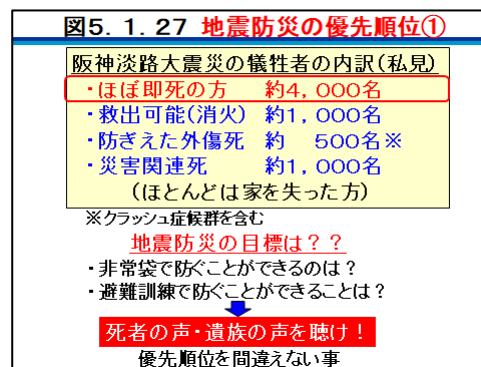 図5.1.27 地震防災の優先順位①
阪神淡路大震災の犠牲者の内訳(私見)
・ほぼ即死の方 約4,000名
・救出可能(消火) 約1,000名
・防ぎえた外傷死 約 500名※
・災害関連死 約1,000名
(ほとんどは家を失った方)
※クラッシュ症候群を含む
地震防災の目標は??
・非常袋で防ぐことができるのは?
・避難訓練で防ぐことができることは?
死者の声・遺族の声を聴け!
優先順位を間違えない事